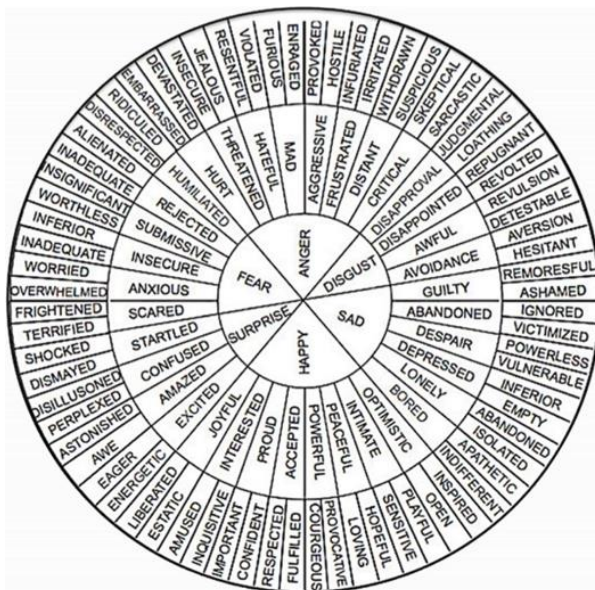 ANGER
DISGUST
SAD
HAPPY
SURPRISE
FEAR
MAD
AGGRESSIVE
FRUSTRATED
DISTANT
CRITICAL
DISAPPROVAL
DISAPPOINTED
AWFUL
AVOIDANCE
GUILTY
ABANDONED
DESPAIR
DEPRESSED
LONELY
BORED
OPTIMISTIC
INTIMATE
PEACEFUL
POWERFUL
ACCEPTED
PROUD
INTERESTED
JOYFUL
EXCITED
AMAZED
CONFUSED
STARTLED
SCARED
ANXIOUS
INSECURE
SUBMISSIVE
REJECTED
HUMILIATED
HURT
THREATENED
HATEFUL
ENRAGED
PROVOKED
HOSTILE
INFURIATED
IRRITATED
WITHDRAWN
SUSPICIOUS
SKEPTICAL
SARCASTIC
JUDGMENTAL
LOATHING
REPUGNANT
REVOLTED
REVULSION
DETESTABLE
AVERSION
HESITANT
REMORESFUL
ASHAMED
IGNORED
VICTIMIZED
POWERLESS
VULNERABLE
INFERIOR
EMPTY
ABANDONED
ISOLATED
APATHETIC
INDIFFERENT
INSPIRED
OPEN
PLAYFUL
SENSITIVE
HOPEFUL
LOVING
PROVOCATIVE
COURGEOUS
FULFILLED
RESPECTED
CONFIDENT
IMPORTANT
INQUISITIVE
AMUSED
ESTATIC
LIBERATED
ENERGETIC
EAGER
AWE
ASTONISHED
PERPLEXED
DISILLUSONED
DISMAYED
SHOCKED
TERRIFIED
FRIGHTENED
OVERWHELMED
WORRIED
INADEQUATE
INFERIOR
WORTHLESS
INSIGNIFICANT
INADEQUATE
ALIENATED
DISRESPECTED
RIDICULED
EMBARRASSED
DEVASTATED
INSECURE
JEALOUS
RESENTFUL
VIOLATED
FURIOUS